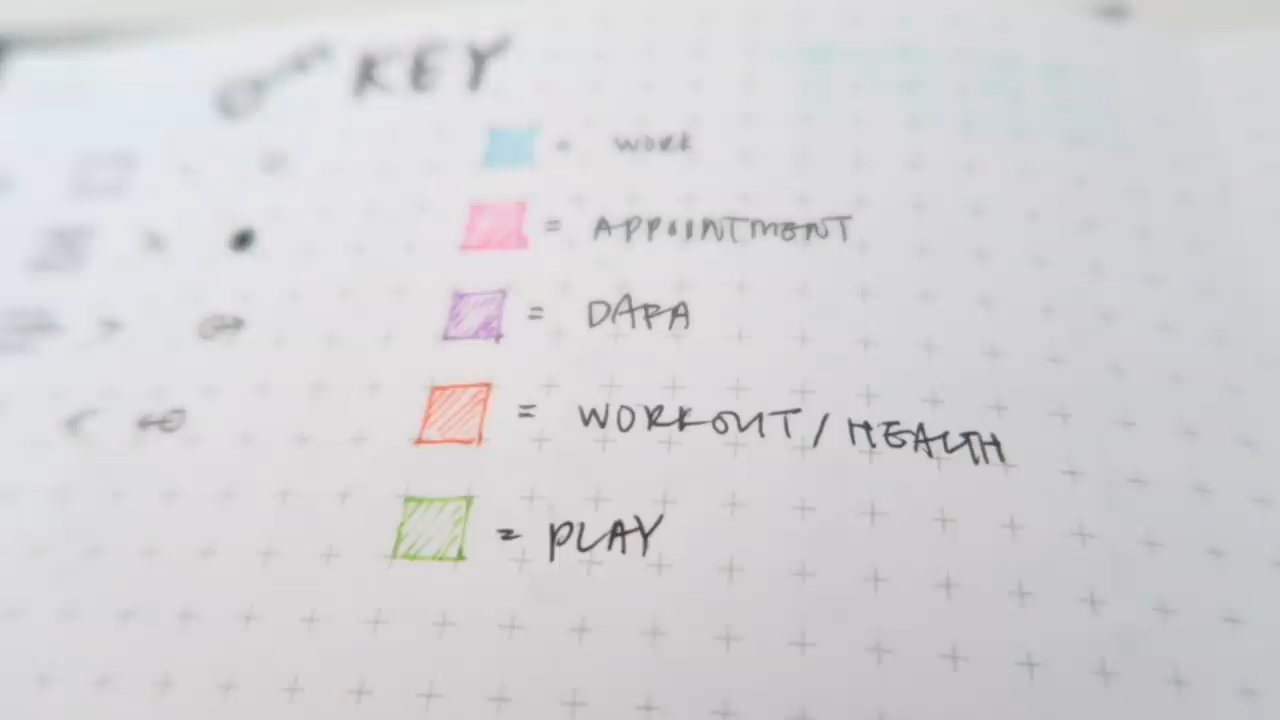 KEY
= WORK
= APPOINTMENT
= DAPA
= WORKOUT / HEALTH
= PLAY